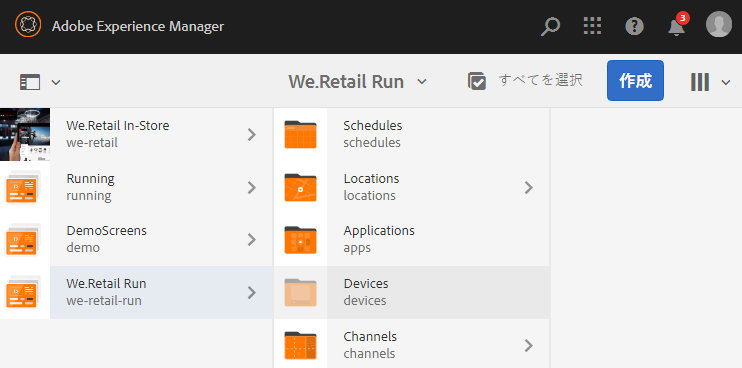 Adobe Experience Manager
3
We.Retail Run
すべてを選択
作成
We.Retail In-Store
we-retail
Running
running
DemoScreens
demo
We.Retail Run
we-retail-run
Schedules
schedules
Locations
locations
Applications
apps
Devices
devices
Channels
channels